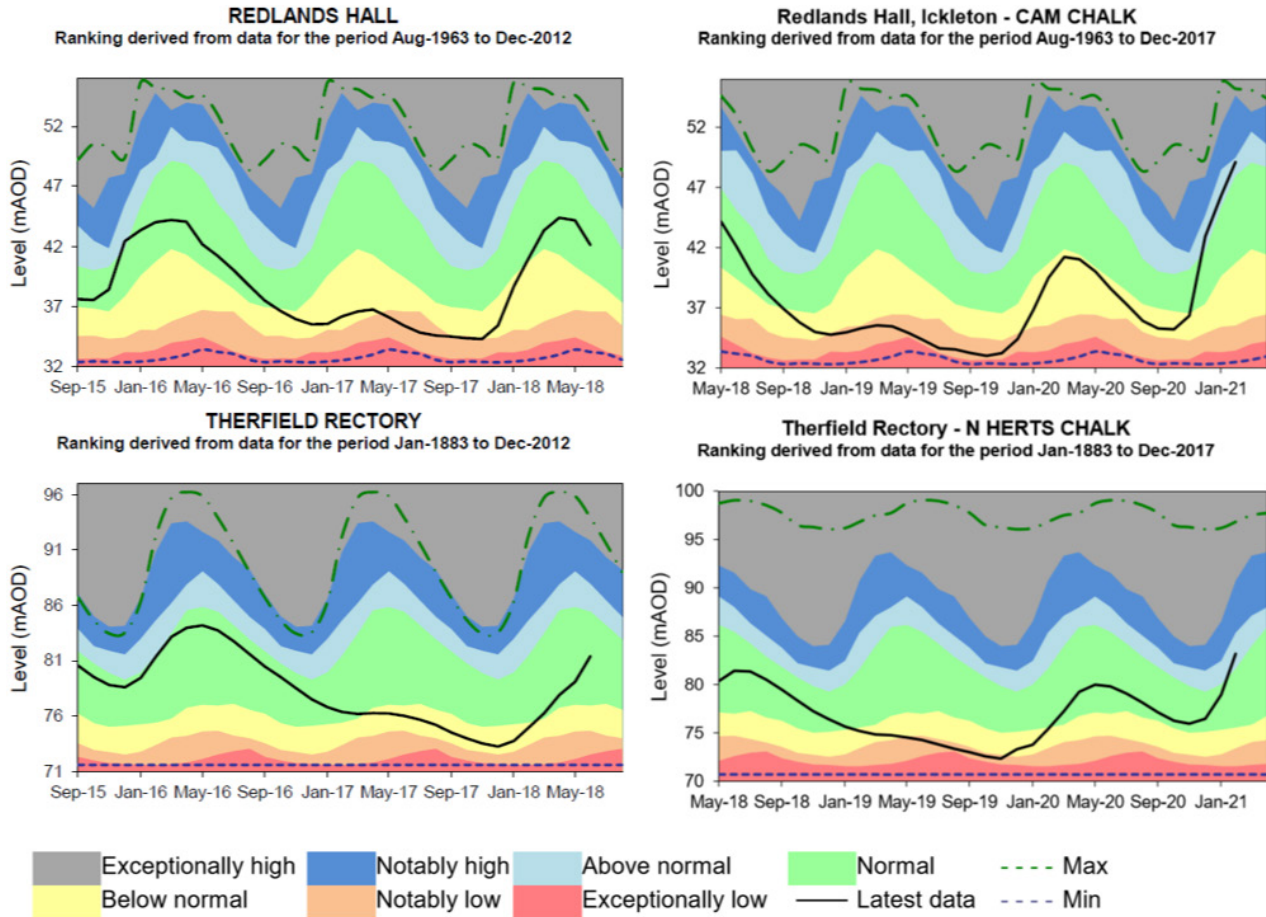 REDLANDS HALL
Ranking derived from data for the period Aug-1963 to Dec-2012
Level (mAOD)
52
47
42
37
32
Sep-15 Jan-16 May-16 Sep-16 Jan-17 May-17 Sep-17 Jan-18 May-18
Redlands Hall, Ickleton - CAM CHALK
Ranking derived from data for the period Aug-1963 to Dec-2017
Level (mAOD)
52
47
42
37
32
May-18 Sep-18 Jan-19 May-19 Sep-19 Jan-20 May-20 Sep-20 Jan-21
THERFIELD RECTORY
Ranking derived from data for the period Jan-1883 to Dec-2012
Level (mAOD)
96
91
86
81
76
71
Sep-15 Jan-16 May-16 Sep-16 Jan-17 May-17 Sep-17 Jan-18 May-18
Therfield Rectory - N HERTS CHALK
Ranking derived from data for the period Jan-1883 to Dec-2017
Level (mAOD)
100
95
90
85
80
75
70
May-18 Sep-18 Jan-19 May-19 Sep-19 Jan-20 May-20 Sep-20 Jan-21
Exceptionally high Notably high Above normal Normal Max
Below normal Notably low Exceptionally low Latest data Min